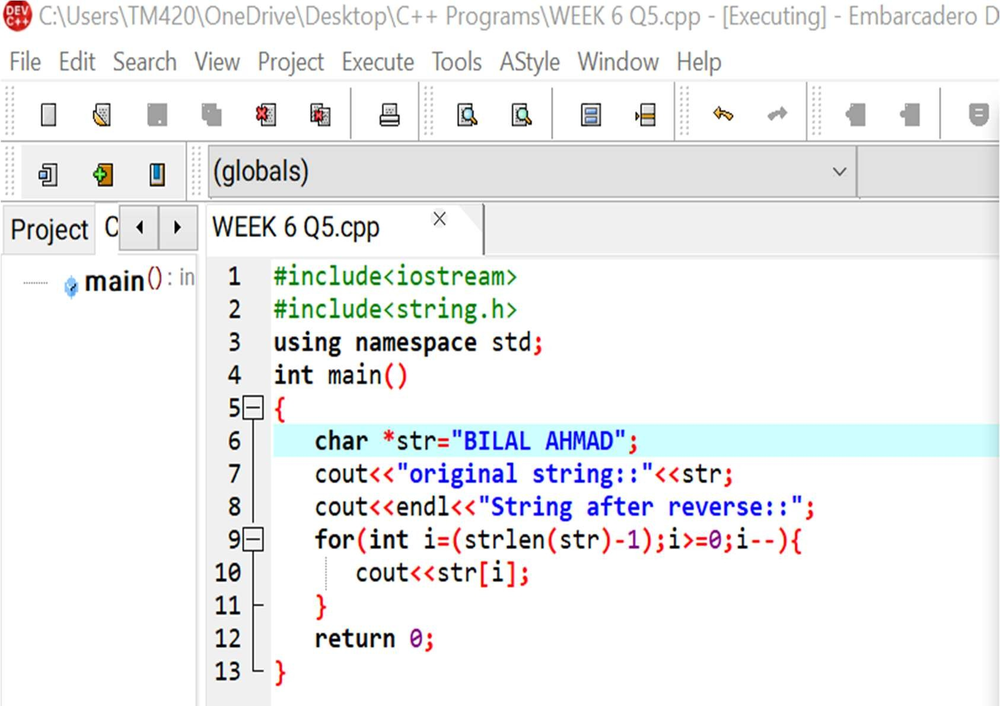 DEV C++ C:\Users\TM420\OneDrive\Desktop\C++ Programs\WEEK 6 Q5.cpp - [Executing] - Embarcadero D
File Edit Search View Project Execute Tools AStyle Window Help
(globals)
Project C WEEK 6 Q5.cpp
main() : in
1 #include<iostream>
2 #include<string.h>
3 using namespace std;
4 int main()
5 {
6 char *str="BILAL AHMAD";
7 cout<<"original string::"<<str;
8 cout<<endl<<"String after reverse::";
9 for(int i=(strlen(str)-1);i>=0;i--){
10 cout<<str[i];
11 }
12 return 0;
13 }